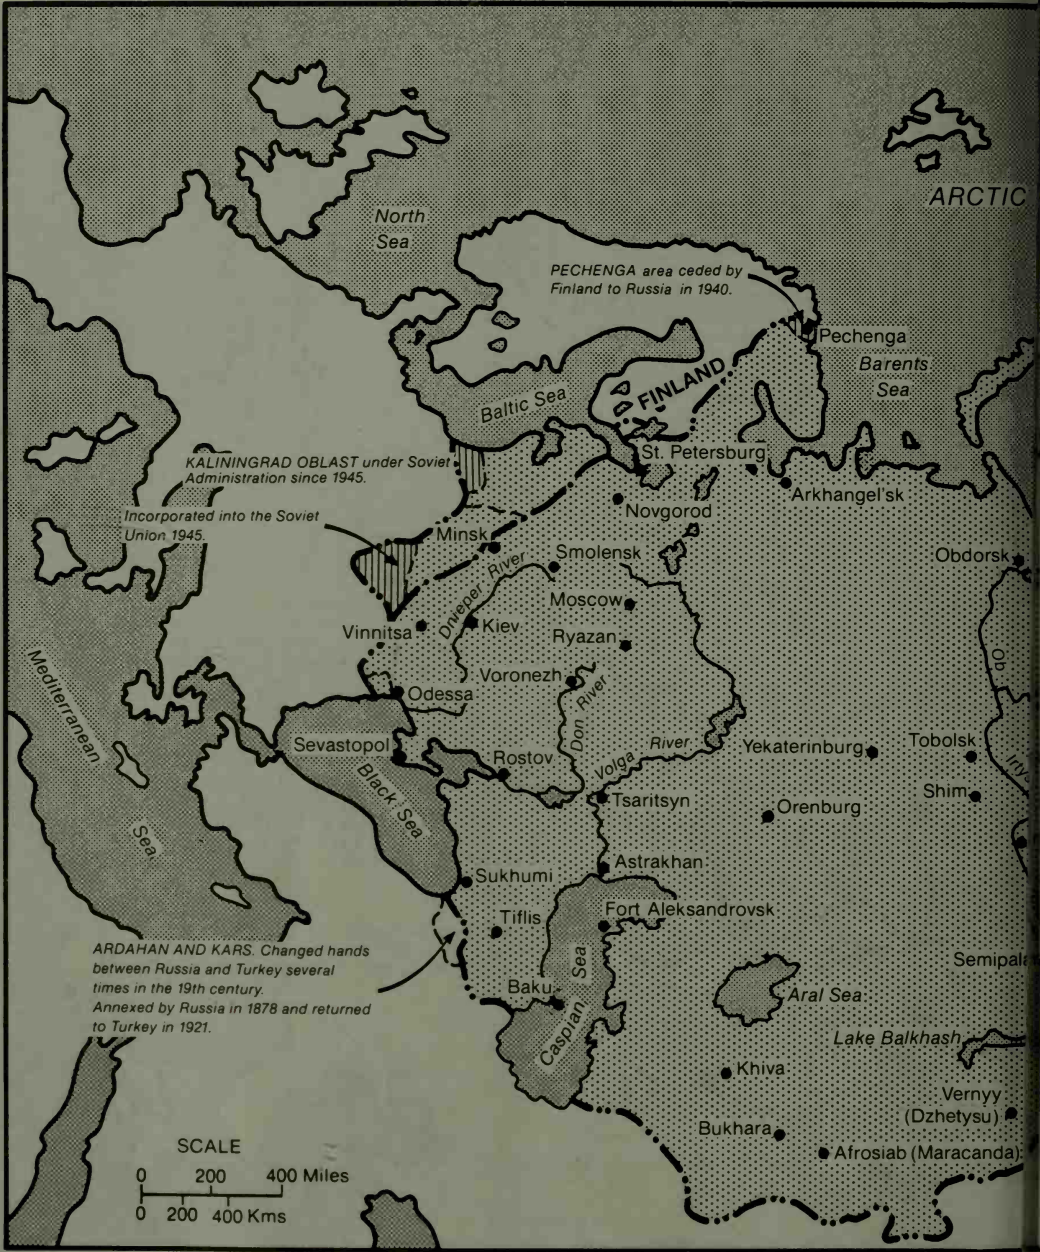 ARCTIC
North
Sea
PECHENGA area ceded by
Finland to Russia in 1940.
Pechenga
Barents
Sea
FINLAND
Baltic Sea
St. Petersburg
KALININGRAD OBLAST under Soviet
Administration since 1945.
Arkhangel'sk
Novgorod
Incorporated into the Soviet
Union 1945.
Minsk
Smolensk
Obdorsk
Dnieper River
Moscow
Vinnitsa
Kiev
Ryazan
Ob
Mediterranean
Sea
Voronezh
Odessa
Don River
Sevastopol
Volga River
Yekaterinburg
Tobolsk
Rostov
Irty
Black Sea
Tsaritsyn
Orenburg
Shim
Astrakhan
Sukhumi
Fort Aleksandrovsk
Tiflis
ARDAHAN AND KARS. Changed hands
between Russia and Turkey several
times in the 19th century.
Annexed by Russia in 1878 and returned
to Turkey in 1921.
Semipala
Baku
Caspian Sea
Aral Sea
Lake Balkhash
Khiva
Vernyy
(Dzhetysu)
Bukhara
Afrosiab (Maracanda)
SCALE
0 200 400 Miles
0 200 400 Kms